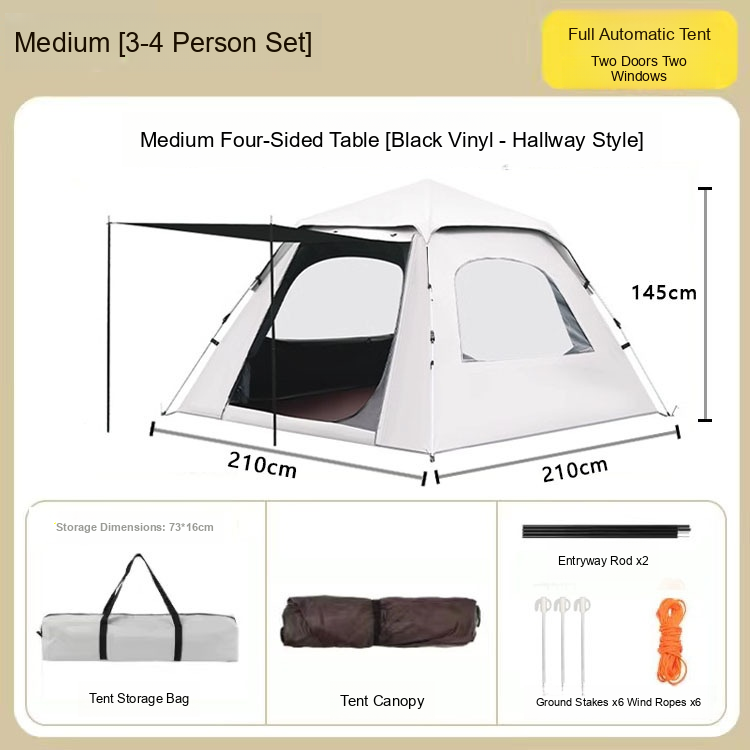 Medium [3-4 Person Set]
Full Automatic Tent
Two Doors Two
Windows
Medium Four-Sided Table [Black Vinyl - Hallway Style]
145cm
210cm
210cm
Storage Dimensions: 73*16cm
Tent Storage Bag
Tent Canopy
Entryway Rod x2
Ground Stakes x6 Wind Ropes x6